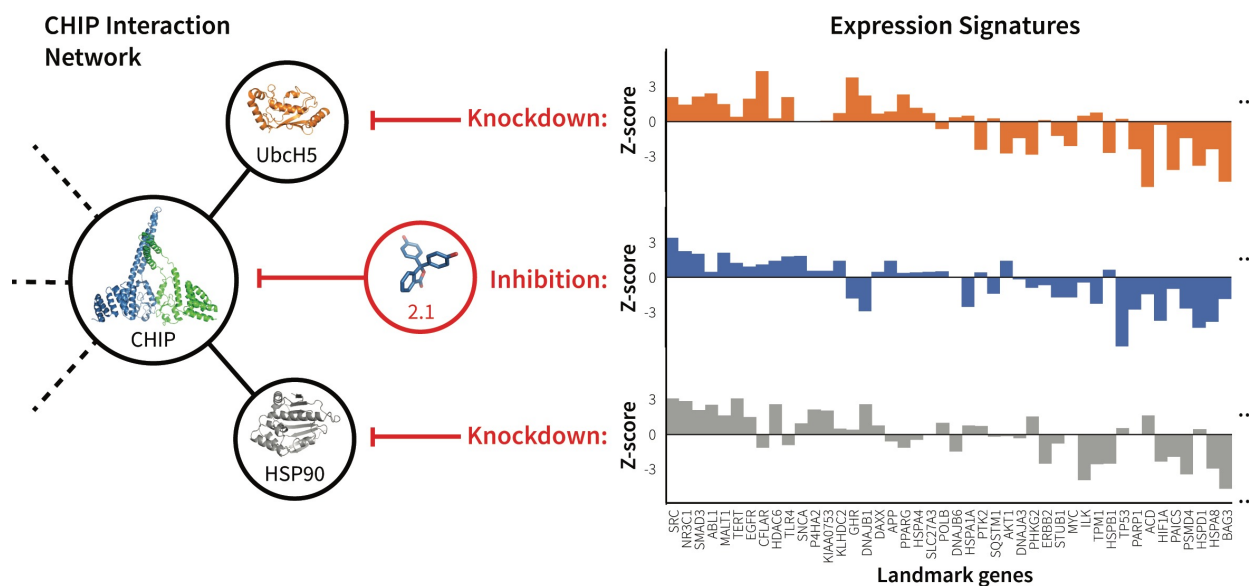 CHIP Interaction
Network
Expression Signatures
UbcH5
Knockdown:
Z-score
3
0
-3
...
CHIP
2.1
Inhibition:
Z-score
3
0
-3
...
HSP90
Knockdown:
Z-score
3
0
-3
...
...
SRC
NR3C1
SMAD3
ABL1
MALT1
TERT
EGFR
CFLAR
HDAC6
TLR4
SNCA
P4HA2
KIAA0753
KLHDC2
GHR
DNAJB1
DAXX
APP
PPARG
HSPA4
SLC27A3
POLB
DNAJB6
HSPA1A
PTK2
SQSTM1
AKT1
DNAJA3
PHKG2
ERBB2
STUB1
MYC
ILK
TPM1
HSPB1
TP53
PARP1
ACD
HIF1A
PAICS
PSMD4
HSPD1
HSPA8
BAG3
Landmark genes